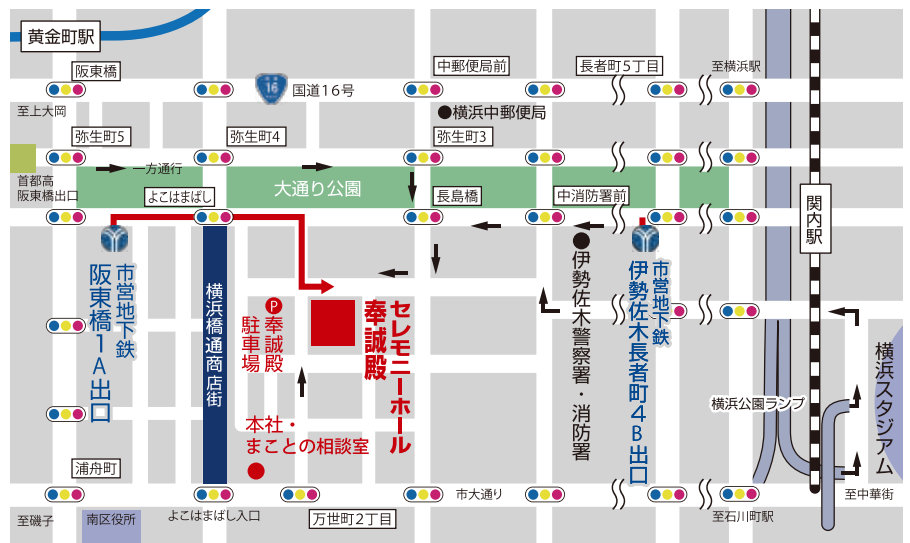 黄金町駅
阪東橋
16
国道16号
中郵便局前
長者町5丁目
至横浜駅
至上大岡
横浜中郵便局
弥生町5
弥生町4
弥生町3
一方通行
首都高
阪東橋出口
よこはまばし
大通り公園
長島橋
中消防署前
関内駅
市営地下鉄
阪東橋1A出口
横浜橋通商店街
P
奉誠殿
駐車場
セレモニーホール
奉誠殿
伊勢佐木警察署・消防署
市営地下鉄
伊勢佐木長者町4B出口
横浜スタジアム
横浜公園ランプ
本社・
まことの相談室
浦舟町
市大通り
至中華街
至磯子
南区役所
よこはまばし入口
万世町2丁目
至石川町駅